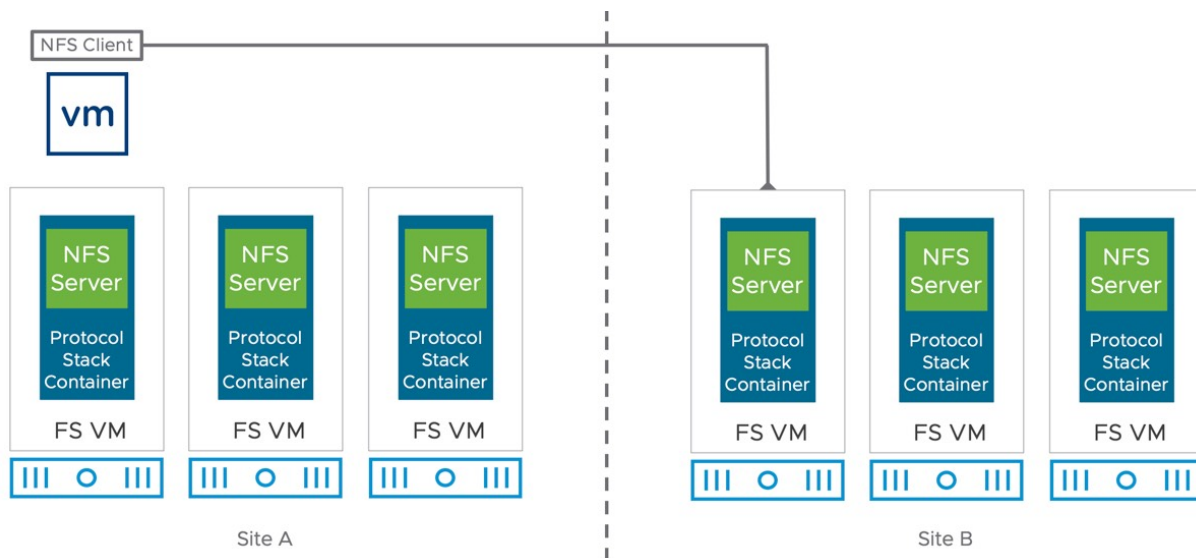 NFS Client
vm
NFS
Server
Protocol
Stack
Container
FS VM
NFS
Server
Protocol
Stack
Container
FS VM
NFS
Server
Protocol
Stack
Container
FS VM
Site A
NFS
Server
Protocol
Stack
Container
FS VM
NFS
Server
Protocol
Stack
Container
FS VM
NFS
Server
Protocol
Stack
Container
FS VM
Site B